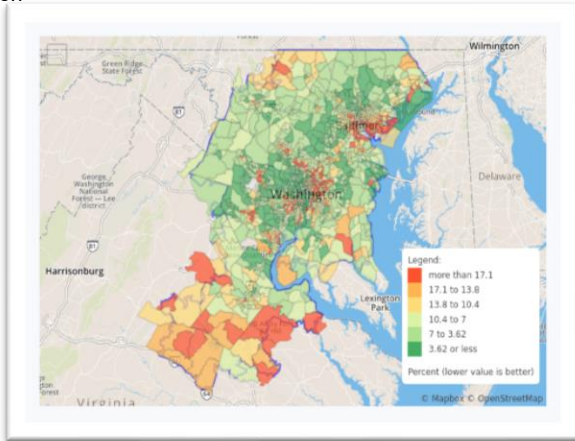 Wilmington
Green Ridge
State Forest
81
Baltimore
George
Washington
National
Forest — Lee
district
Washington
Delaware
81
Harrisonburg
Lexington
Park
Legend:
more than 17.1
17.1 to 13.8
13.8 to 10.4
10.4 to 7
7 to 3.62
3.62 or less
Percent (lower value is better)
Virginia
64
© Mapbox © OpenStreetMap